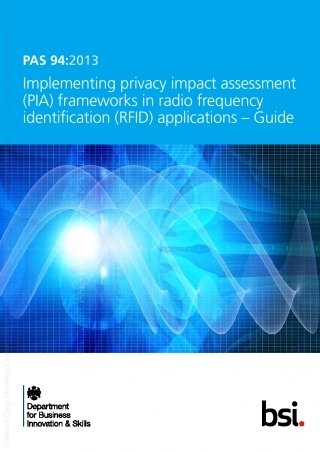 PAS 94:2013
Implementing privacy impact assessment
(PIA) frameworks in radio frequency
identification (RFID) applications – Guide
Department
for Business
Innovation & Skills
bsi.